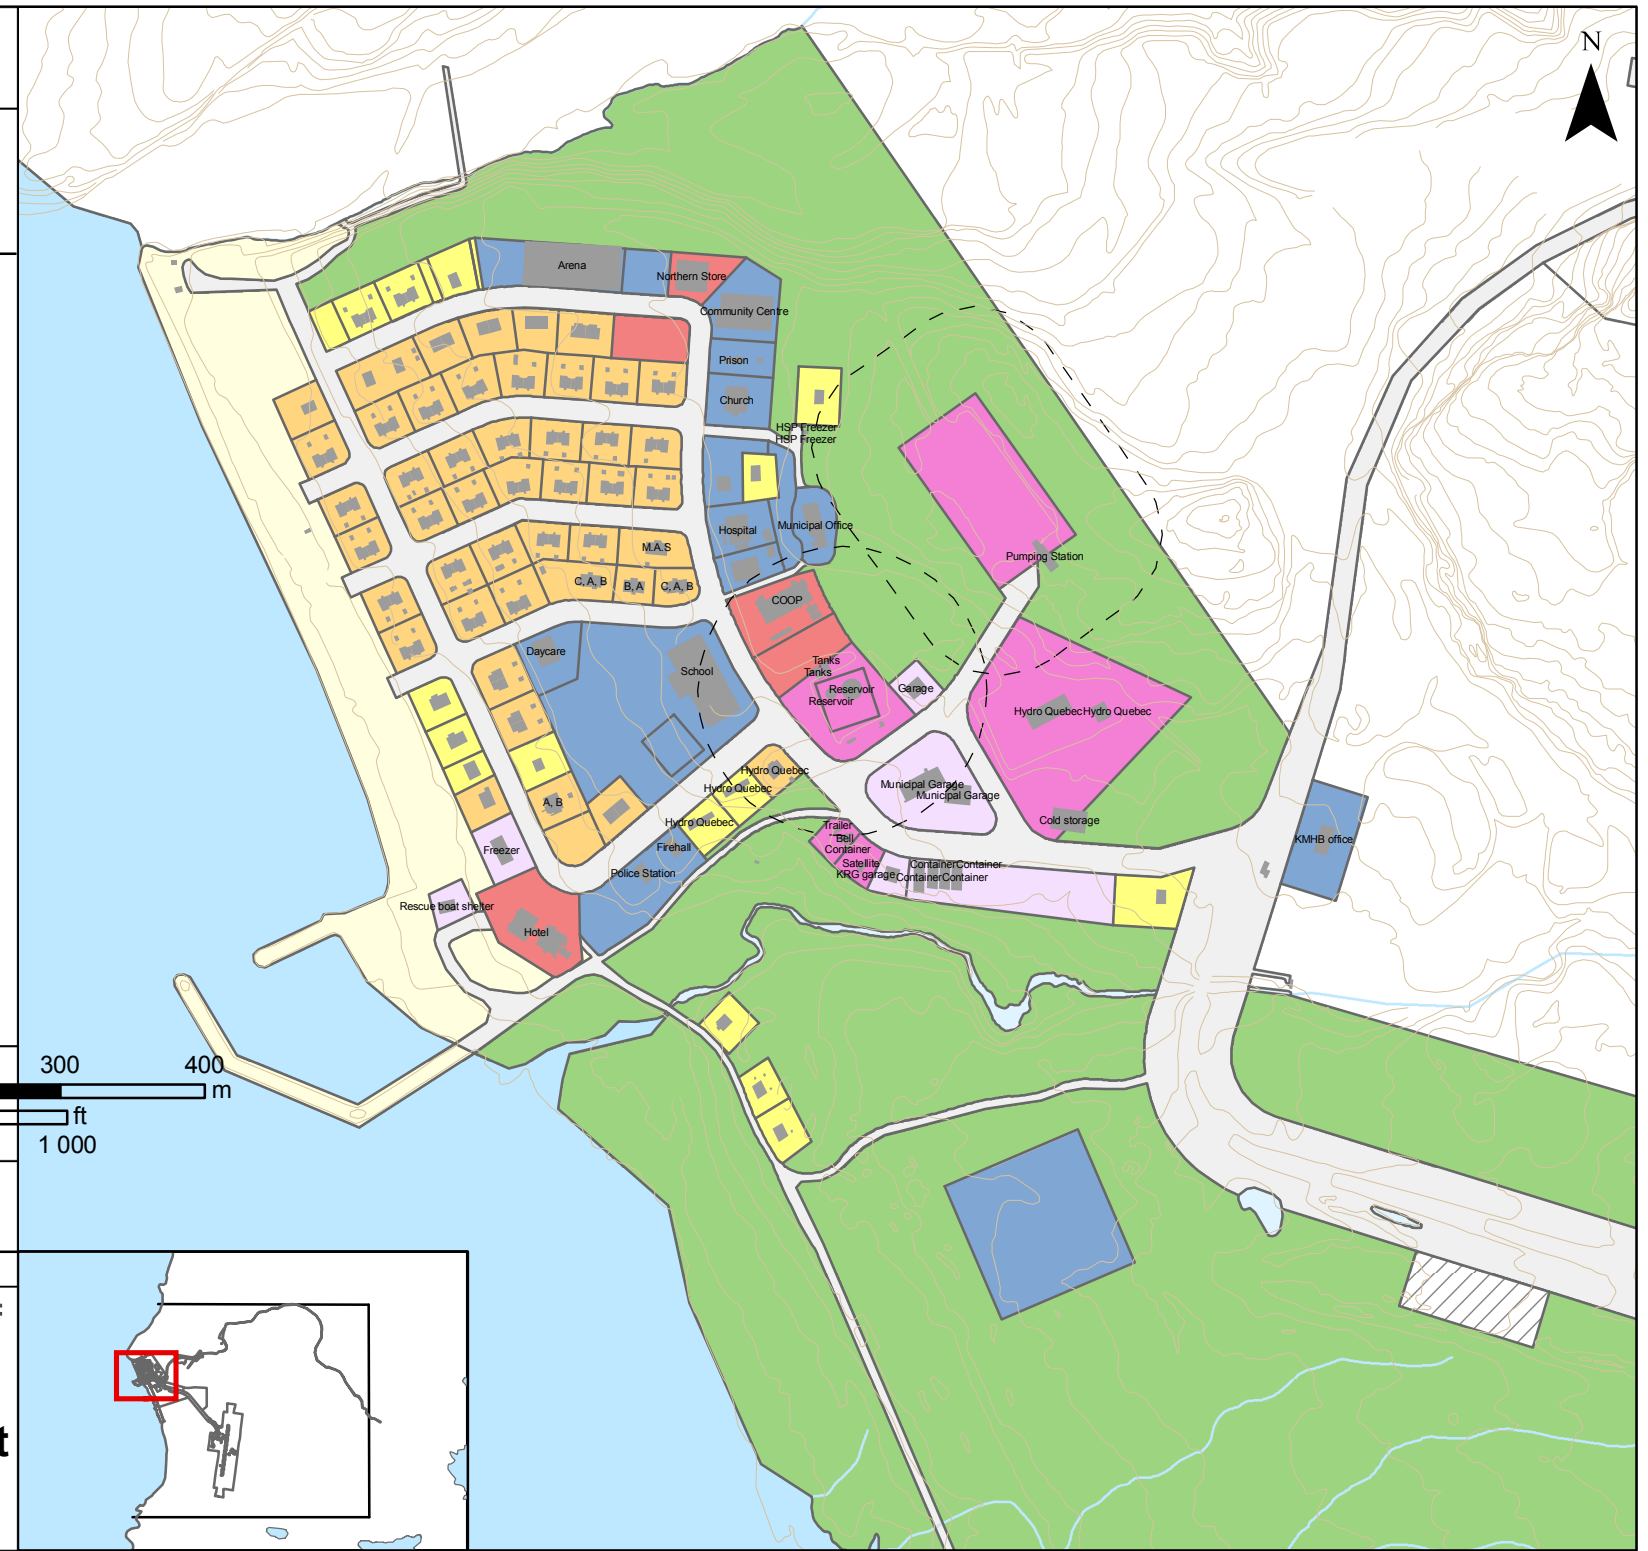 N
Arena
Northern Store
Community Centre
Prison
Church
HSP Freezer
HSP Freezer
Hospital
Municipal Office
M.A.S
C, A, B
B, A
C, A, B
Pumping Station
COOP
Daycare
School
Tanks
Tanks
Reservoir
Reservoir
Garage
Hydro Quebec
Hydro Quebec
Hydro Quebec
Hydro Quebec
Hydro Quebec
Municipal Garage
Municipal Garage
A, B
Cold storage
Trailer
Bell
Container
Satellite
KRG garage
Container
Container
Container
Container
KMHB office
Firehall
Police Station
Freezer
Rescue boat shelter
Hotel
300
400
m
ft
1 000
t